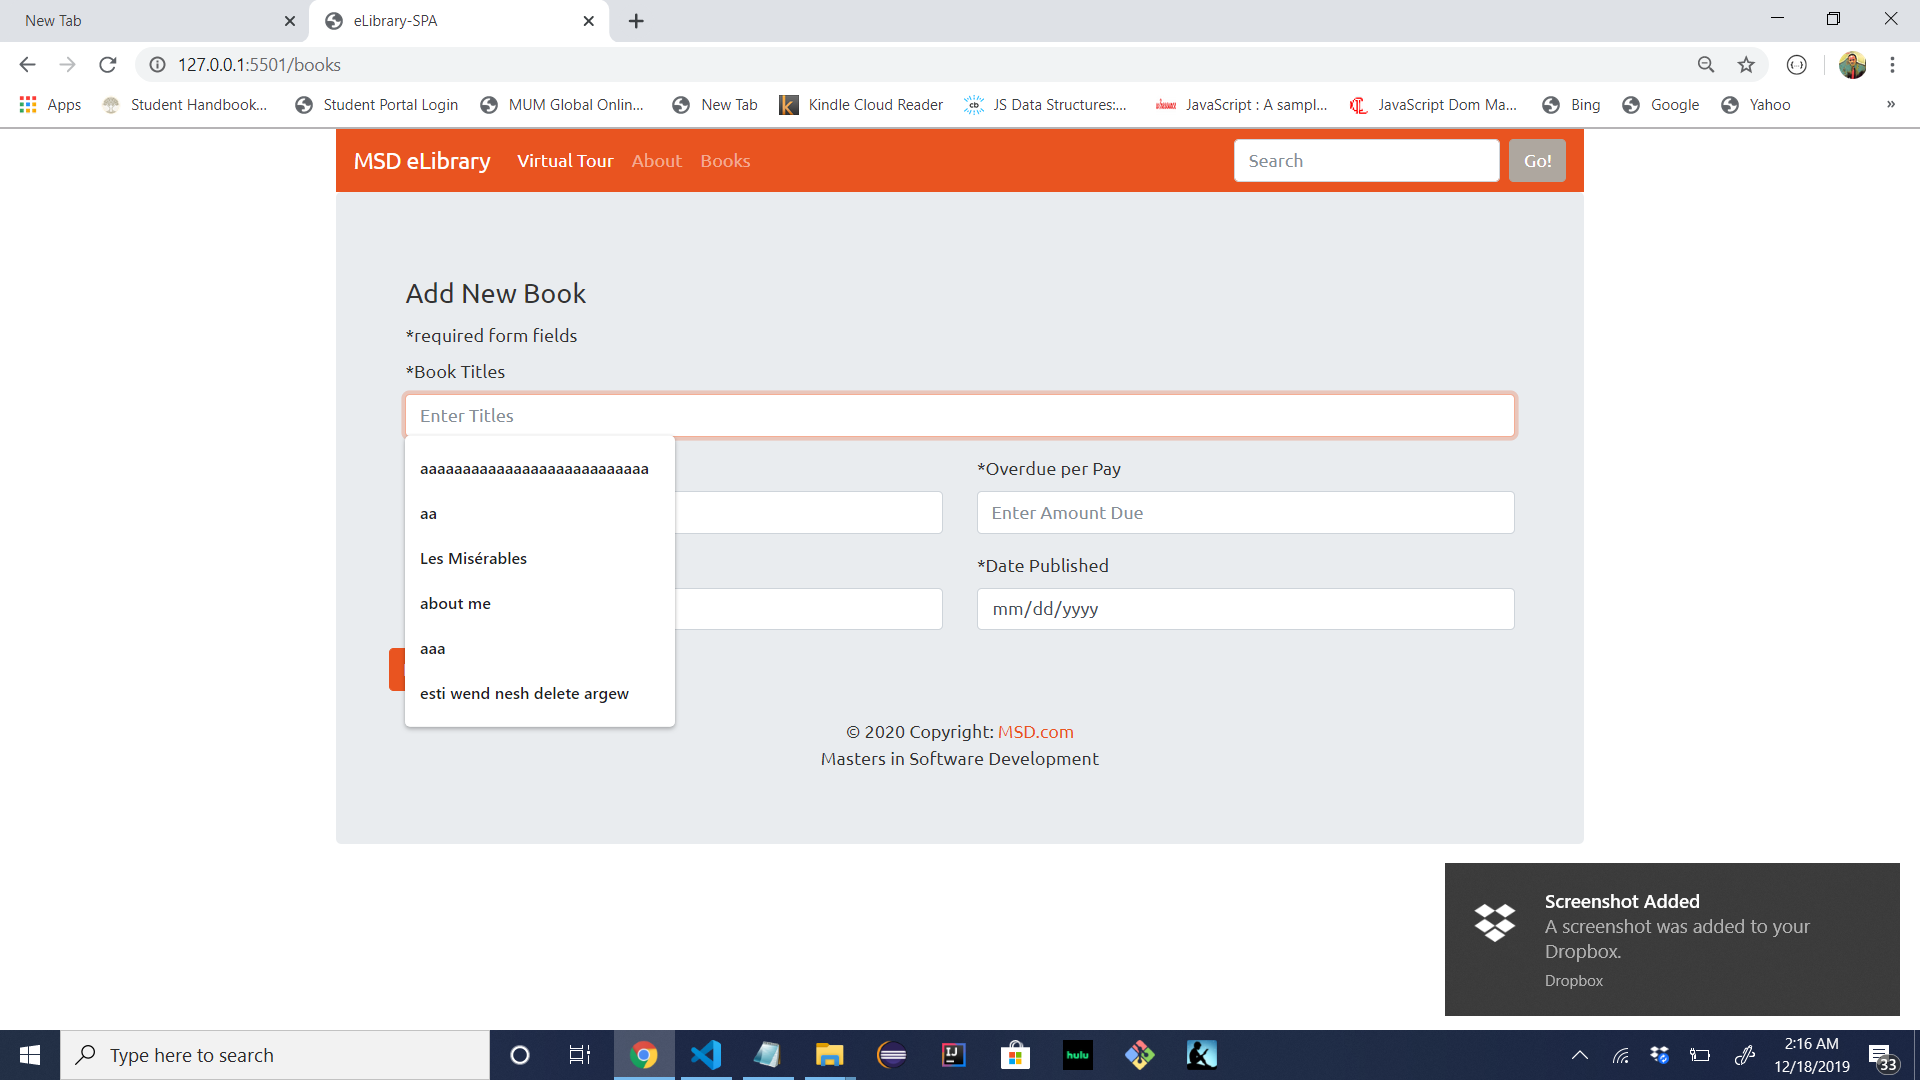 New Tab
eLibrary-SPA
127.0.0.1:5501/books
Apps
Student Handbook...
Student Portal Login
MUM Global Onlin...
New Tab
Kindle Cloud Reader
JS Data Structures:...
JavaScript : A sampl...
JavaScript Dom Ma...
Bing
Google
Yahoo
»
MSD eLibrary
Virtual Tour
About
Books
Search
Go!
Add New Book
*required form fields
*Book Titles
Enter Titles
aaaaaaaaaaaaaaaaaaaaaaaaaaa
aa
Les Misérables
about me
aaa
esti wend nesh delete argew
*Overdue per Pay
Enter Amount Due
*Date Published
mm/dd/yyyy
© 2020 Copyright: MSD.com
Masters in Software Development
Screenshot Added
A screenshot was added to your
Dropbox.
Dropbox
Type here to search
hulu
2:16 AM
12/18/2019
33